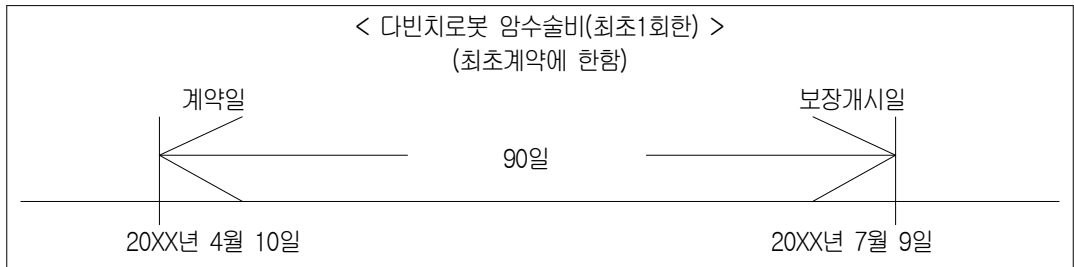 < 다빈치로봇 암수술비(최초1회한) >
(최초계약에 한함)
계약일 보장개시일
90일
20XX년 4월 10일 20XX년 7월 9일